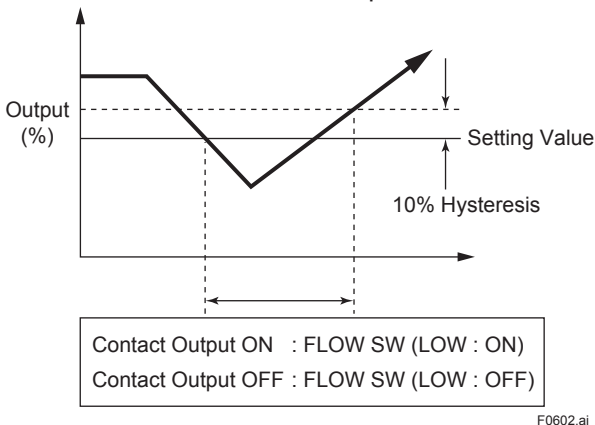 Output
(%)
Setting Value
10% Hysteresis
Contact Output ON : FLOW SW (LOW : ON)
Contact Output OFF : FLOW SW (LOW : OFF)
F0602.ai